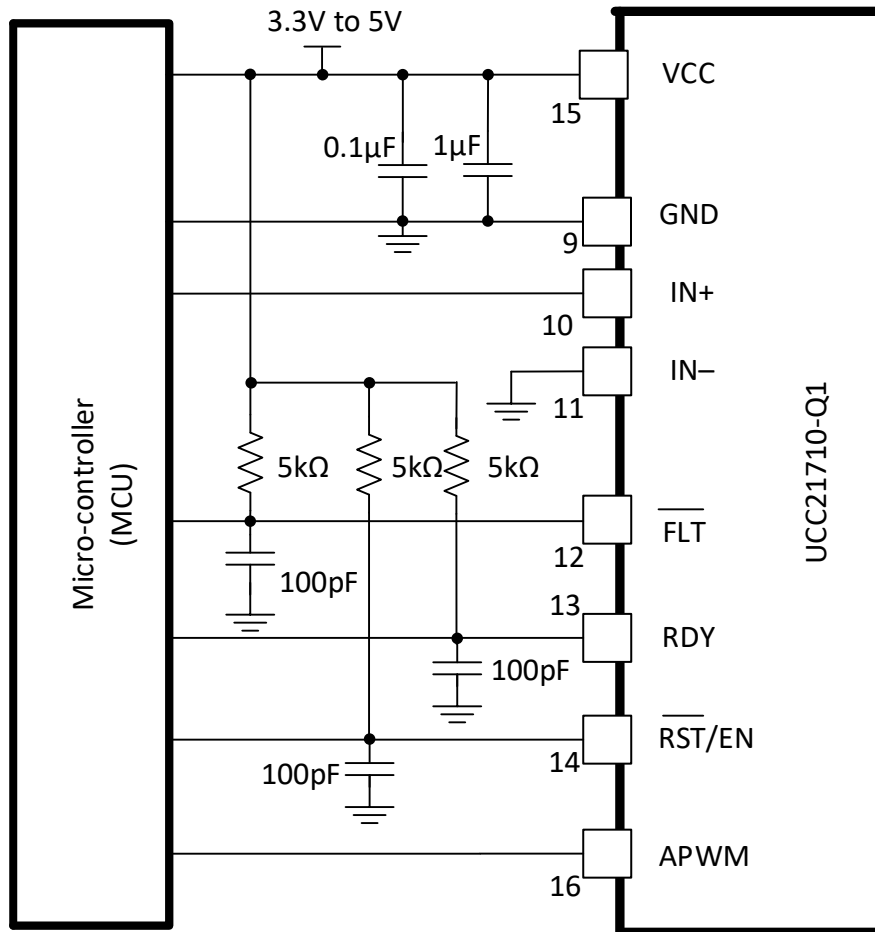 3.3V to 5V
VCC
15
0.1µF
1µF
GND
9
IN+
10
IN–
11
Micro-controller
(MCU)
UCC21710-Q1
5kΩ
5kΩ
5kΩ
FLT
12
100pF
13
RDY
100pF
RST/EN
14
100pF
APWM
16